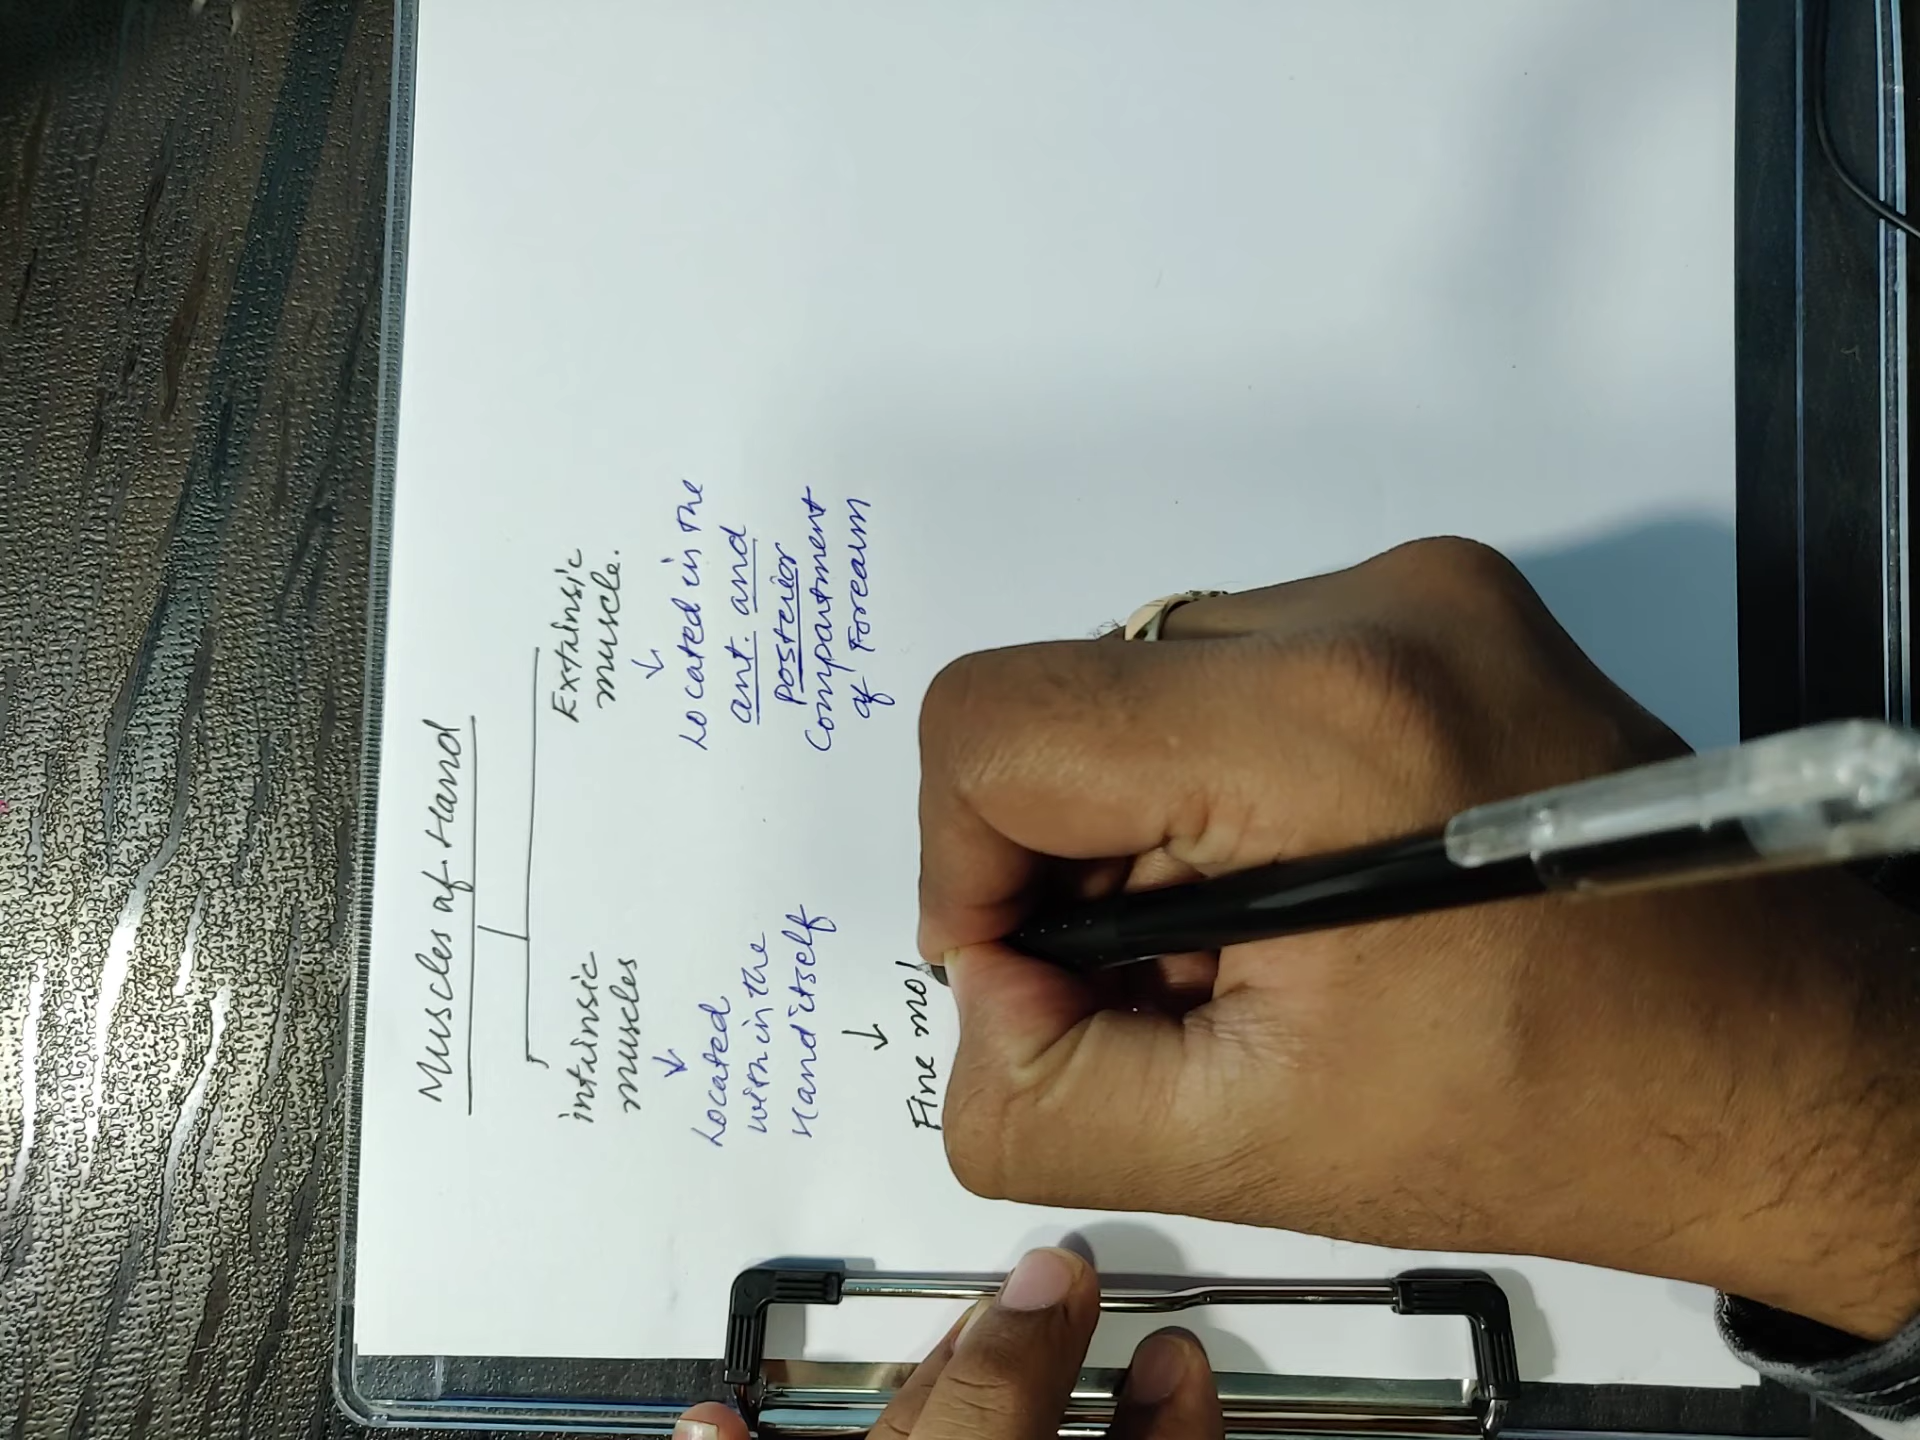 Muscles of Hand
intrinsic
muscles
Located
within the
Hand itself
Fine mo
Extrinsic
muscle.
Located in the
ant. and
posterior
Compartment
of Forearm